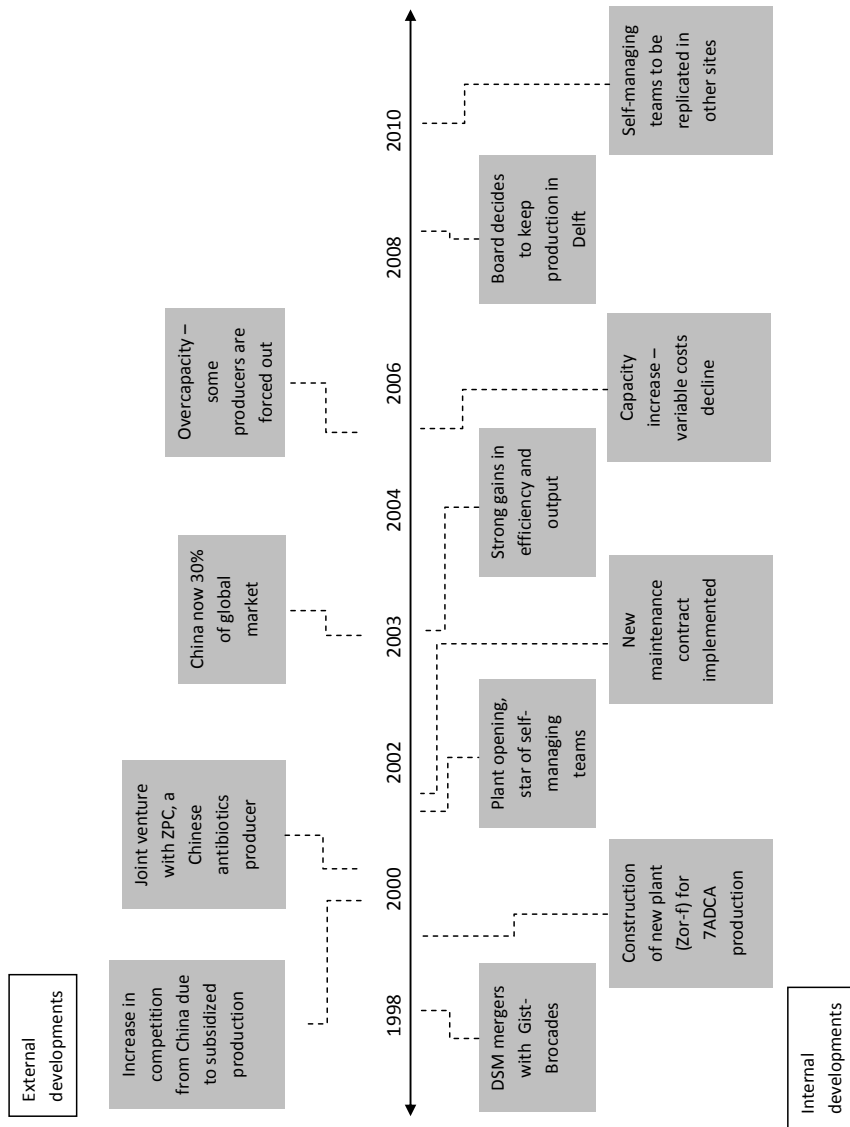 External
developments
Increase in
competition
from China due
to subsidized
production
Joint venture
with ZPC, a
Chinese
antibiotics
producer
China now 30%
of global
market
Overcapacity –
some
producers are
forced out
1998
2000
2002
2003
2004
2006
2008
2010
DSM mergers
with Gist-
Brocades
Plant opening,
star of self-
managing
teams
Strong gains in
efficiency and
output
Board decides
to keep
production in
Delft
Construction
of new plant
(Zor-f) for
7ADCA
production
New
maintenance
contract
implemented
Capacity
increase –
variable costs
decline
Self-managing
teams to be
replicated in
other sites
Internal
developments